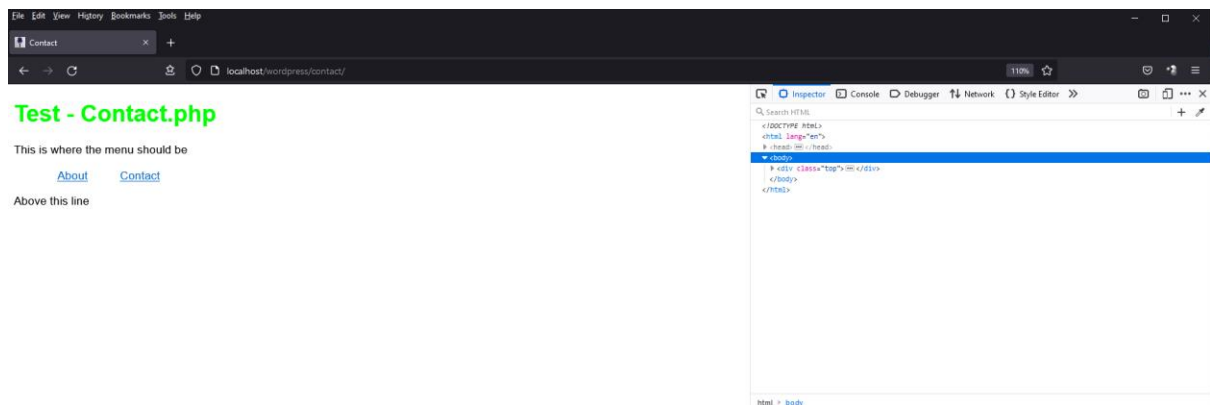 File Edit View History Bookmarks Tools Help
Contact
localhost/wordpress/contact/
110%
Test - Contact.php
This is where the menu should be
About Contact
Above this line
Inspector Console Debugger Network {} Style Editor
Search HTML
<!DOCTYPE html>
<html lang="en">
<head> </head>
<body>
<div class="top"> </div>
</body>
</html>
html > body